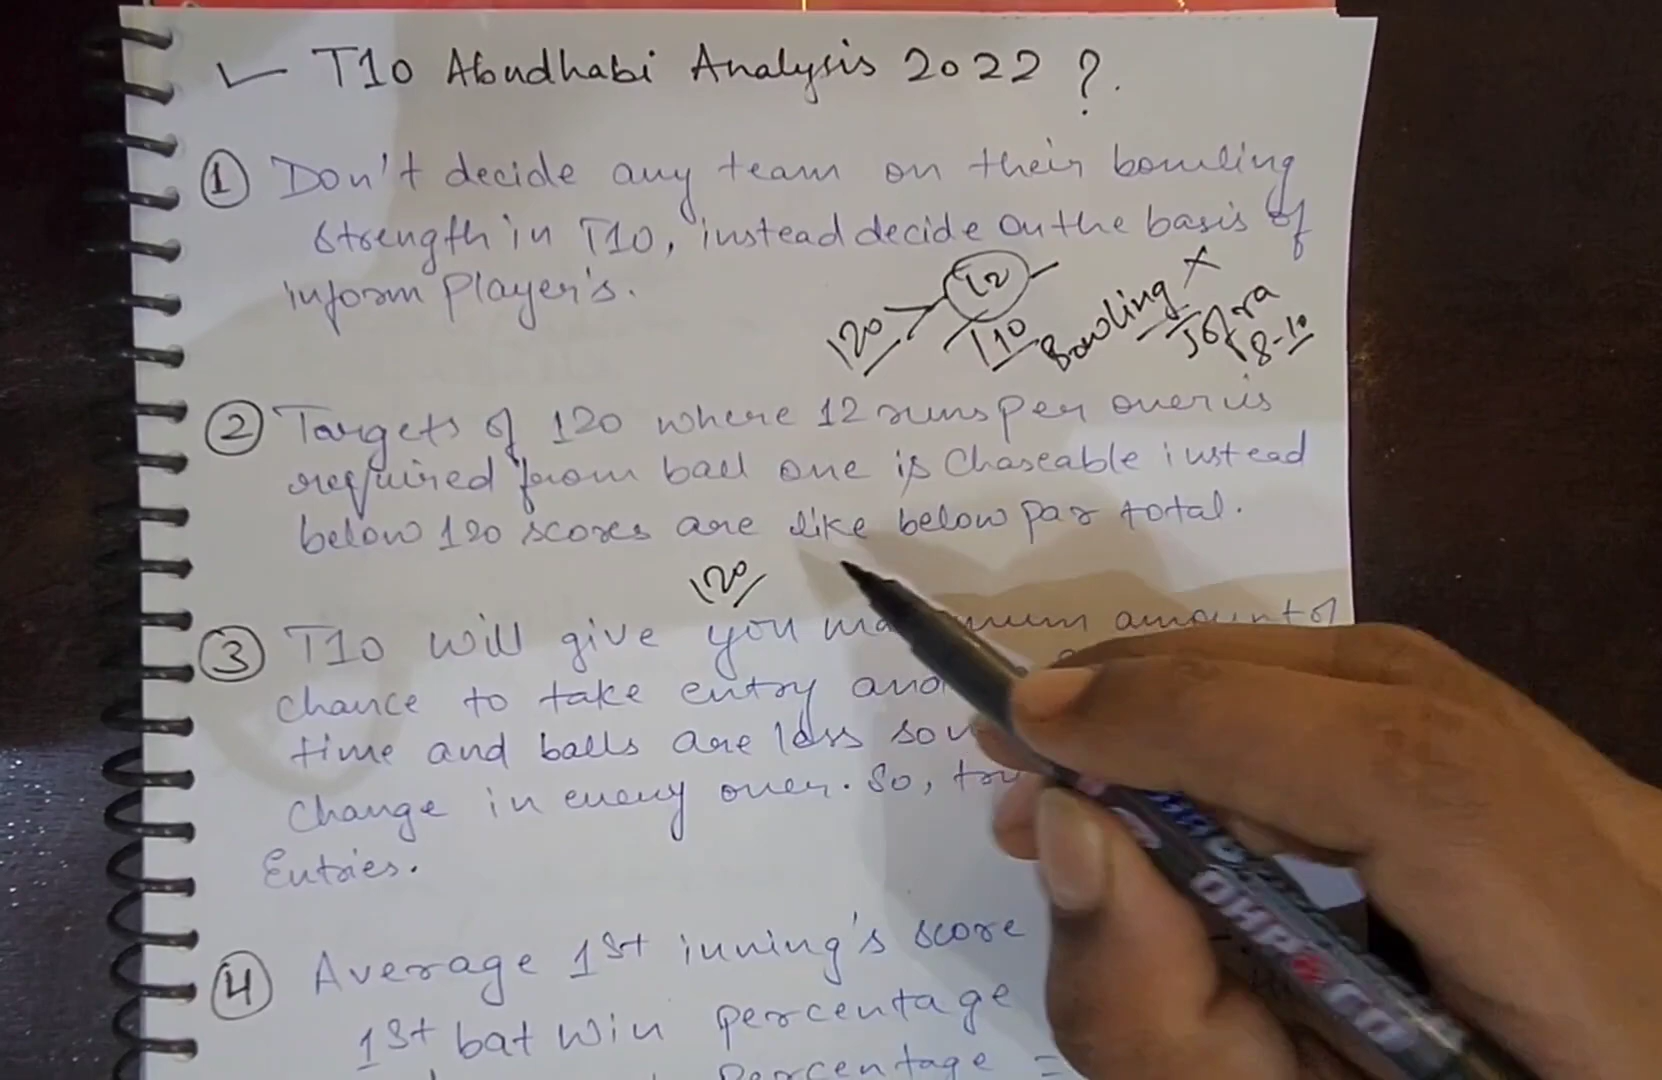 T10 Abudhabi Analysis 2022 ?
① Don't decide any team on their bowling
strength in T10, instead decide on the basis of
inform Player's.
120
12
T10
Bowling X
Jofra
8-10
② Targets of 120 where 12 runs per over is
required from ball one is Chaseable instead
below 120 scores are like below par total.
120
③ T10 will give you amount of
chance to take entry
time and balls are less so
change in every over. So,
Entries.
④ Average 1st inning's score
1st bat win percentage
percentage =
OHP